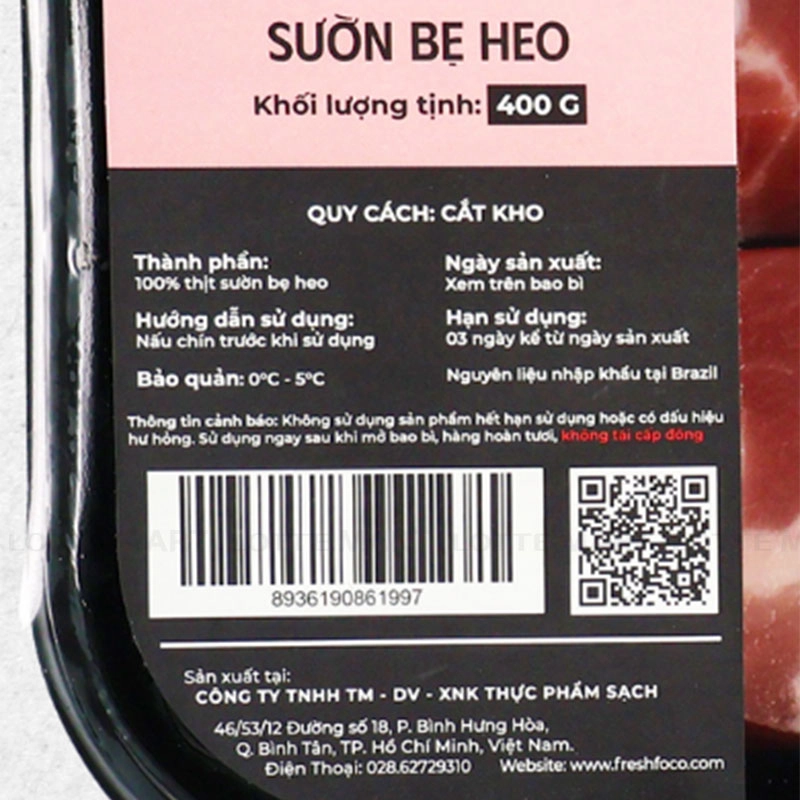 SƯỜN BẸ HEO
Khối lượng tịnh: 400 G
QUY CÁCH: CẮT KHO
Thành phần:
100% thịt sườn bẹ heo
Ngày sản xuất:
Xem trên bao bì
Hướng dẫn sử dụng:
Nấu chín trước khi sử dụng
Hạn sử dụng:
03 ngày kể từ ngày sản xuất
Bảo quản: 0°C - 5°C
Nguyên liệu nhập khẩu tại Brazil
Thông tin cảnh báo: Không sử dụng sản phẩm hết hạn sử dụng hoặc có dấu hiệu
hư hỏng. Sử dụng ngay sau khi mở bao bì, hàng hoàn tươi, không tái cấp đông
LOTTE MART LOTTE MART LOTTE MART
8936190861997
Sản xuất tại:
CÔNG TY TNHH TM - DV - XNK THỰC PHẨM SẠCH
46/53/12 Đường số 18, P. Bình Hưng Hòa,
Q. Bình Tân, TP. Hồ Chí Minh, Việt Nam.
Điện Thoại: 028.62729310 Website: www.freshfoco.com